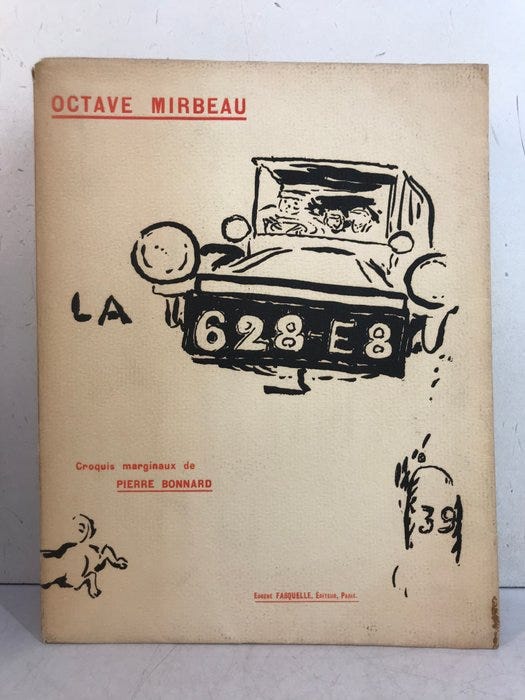 OCTAVE MIRBEAU
LA
628-E8
Croquis marginaux de
PIERRE BONNARD
39
EUGÈNE FASQUELLE, ÉDITEUR, PARIS.